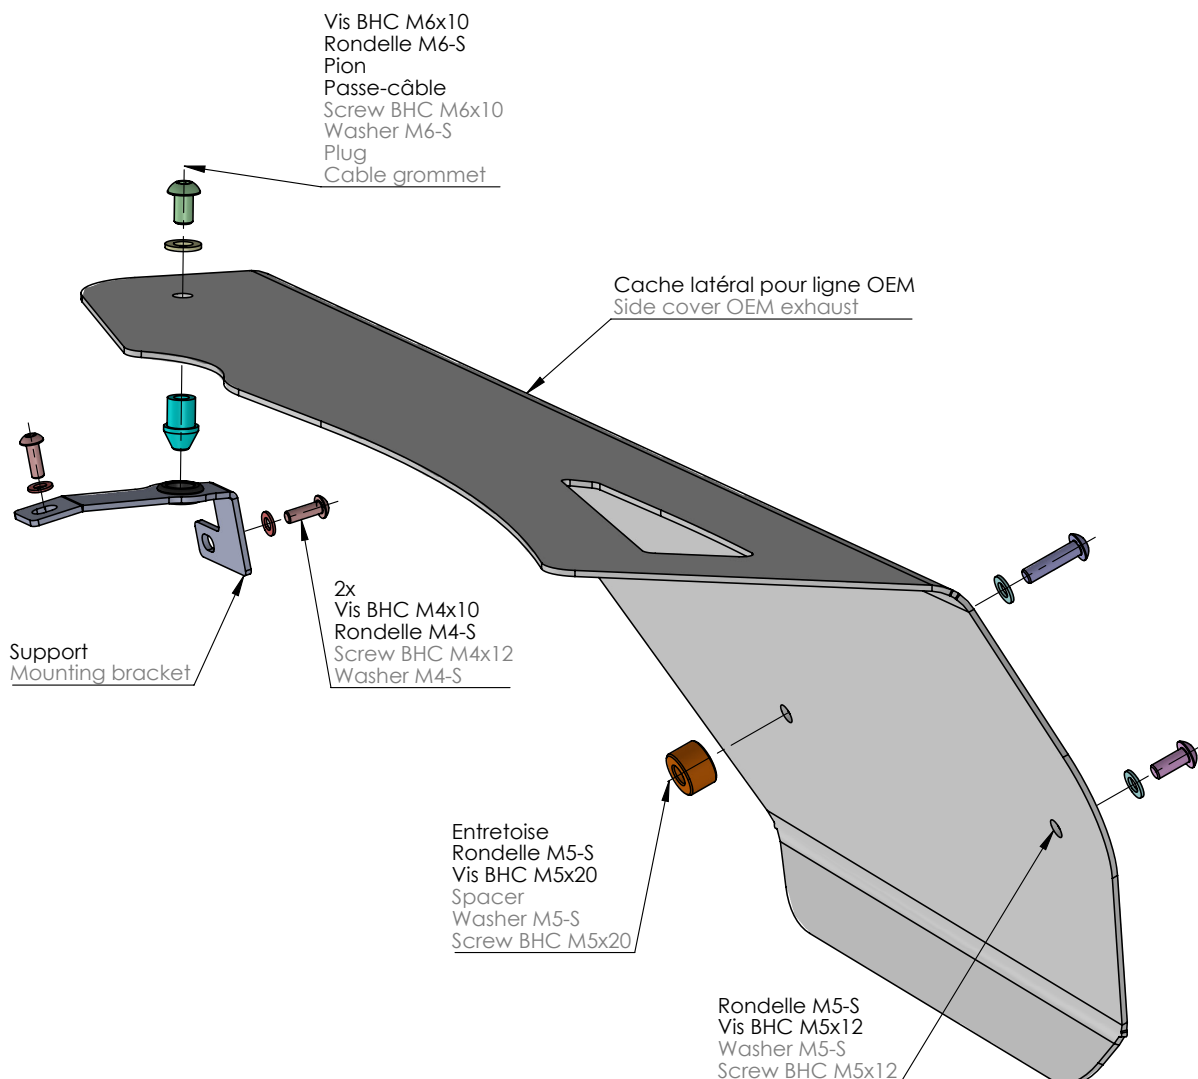 Vis BHC M6x10
Rondelle M6-S
Pion
Passe-câble
Screw BHC M6x10
Washer M6-S
Plug
Cable grommet
Cache latéral pour ligne OEM
Side cover OEM exhaust
2x
Vis BHC M4x10
Rondelle M4-S
Screw BHC M4x12
Washer M4-S
Support
Mounting bracket
Entretoise
Rondelle M5-S
Vis BHC M5x20
Spacer
Washer M5-S
Screw BHC M5x20
Rondelle M5-S
Vis BHC M5x12
Washer M5-S
Screw BHC M5x12